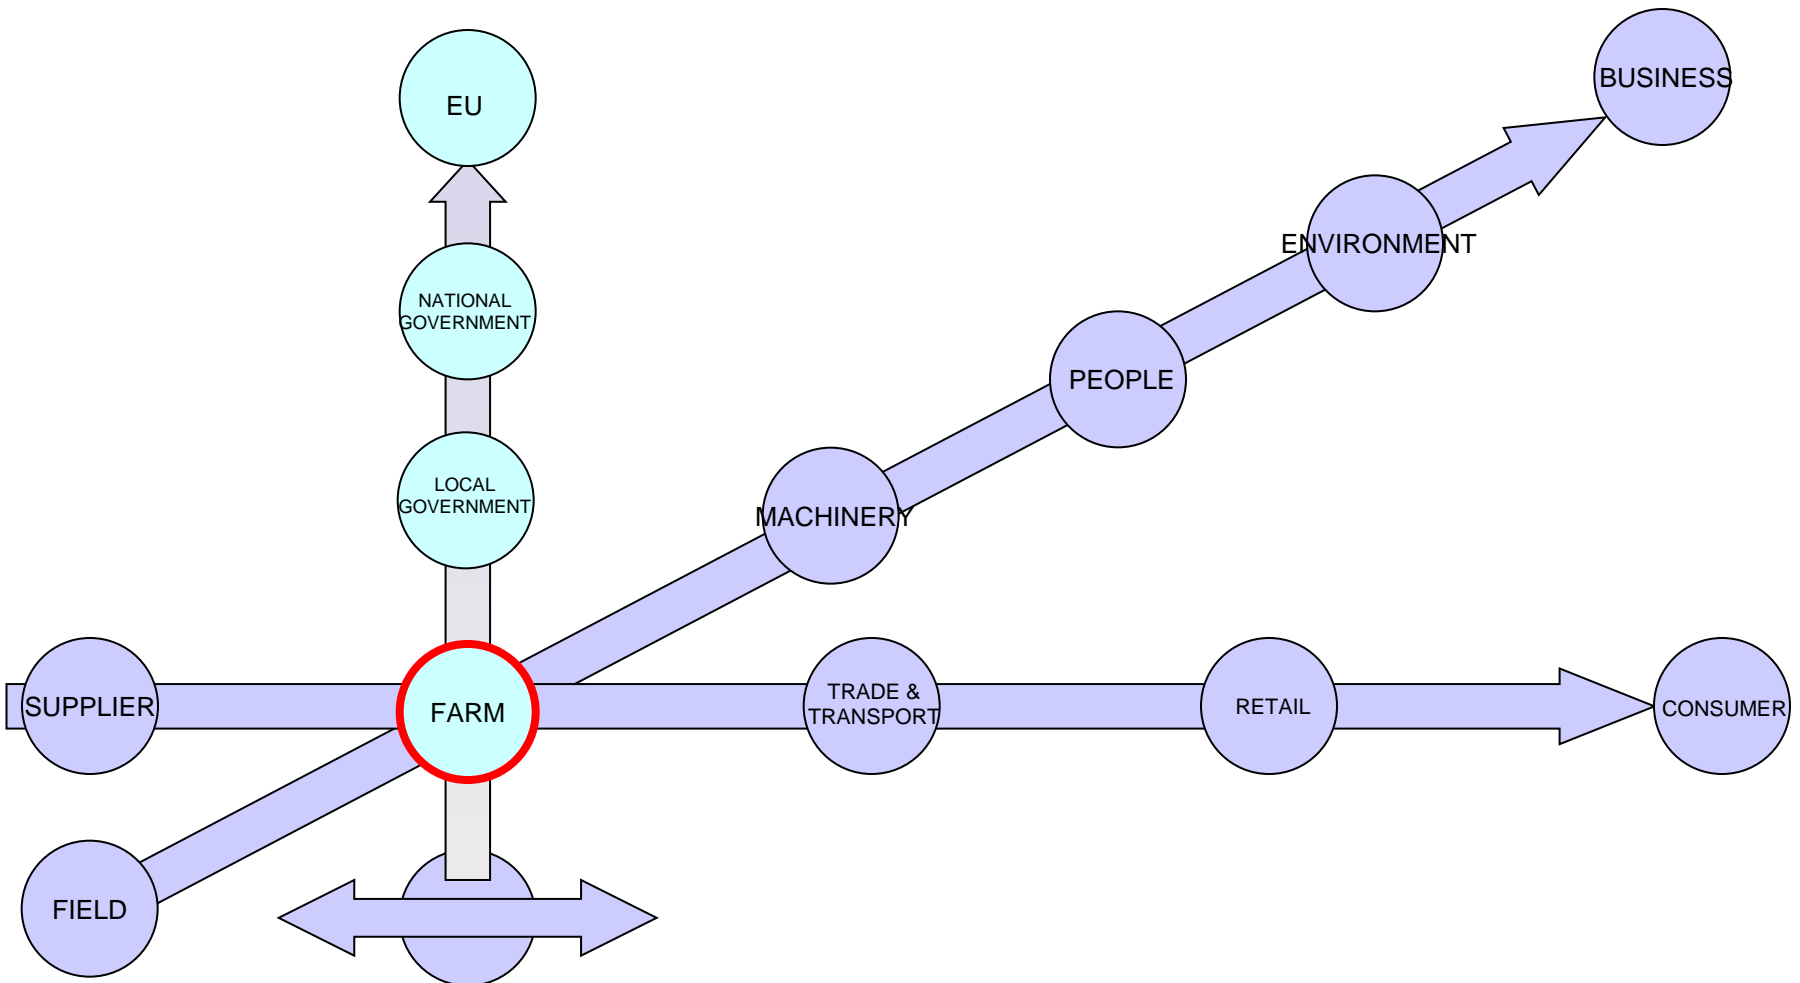 BUSINESS
EU
ENVIRONMENT
NATIONAL
GOVERNMENT
PEOPLE
LOCAL
GOVERNMENT
MACHINERY
SUPPLIER
FARM
TRADE &
TRANSPORT
RETAIL
CONSUMER
FIELD